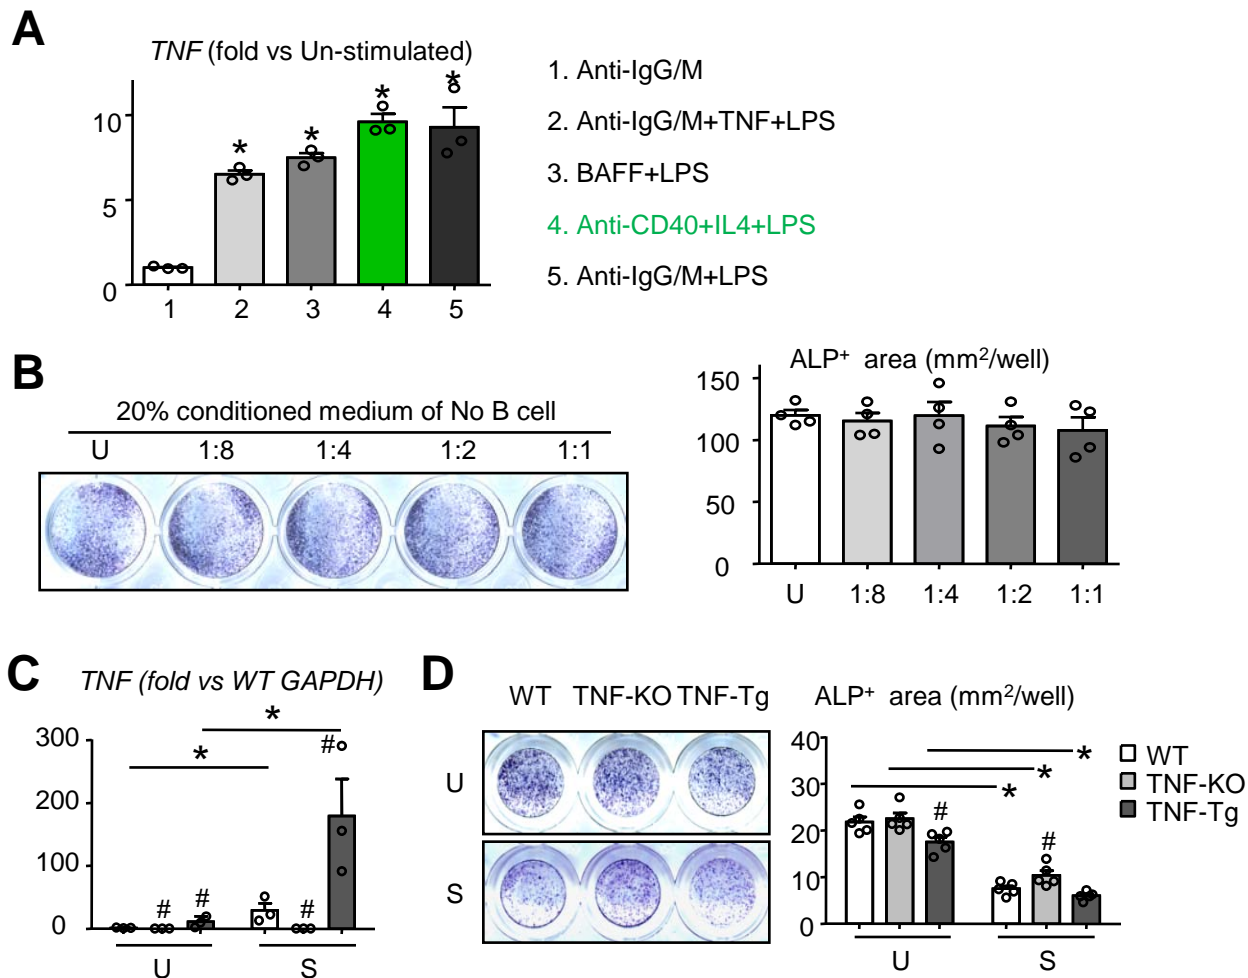 A
TNF (fold vs Un-stimulated)
10
5
0
*
*
*
*
1 2 3 4 5
1. Anti-IgG/M
2. Anti-IgG/M+TNF+LPS
3. BAFF+LPS
4. Anti-CD40+IL4+LPS
5. Anti-IgG/M+LPS
B
20% conditioned medium of No B cell
U 1:8 1:4 1:2 1:1
ALP⁺ area (mm²/well)
150
100
50
0
U 1:8 1:4 1:2 1:1
C
TNF (fold vs WT GAPDH)
300
200
100
0
*
*
#
# # #
U S
D
WT TNF-KO TNF-Tg
U
S
ALP⁺ area (mm²/well)
40
30
20
10
0
*
*
*
#
#
U S
WT
TNF-KO
TNF-Tg